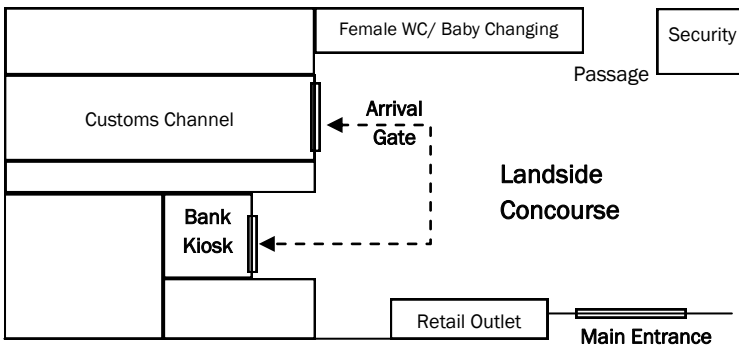 Female WC/ Baby Changing
Security
Passage
Customs Channel
Arrival
Gate
Landside
Concourse
Bank
Kiosk
Retail Outlet
Main Entrance